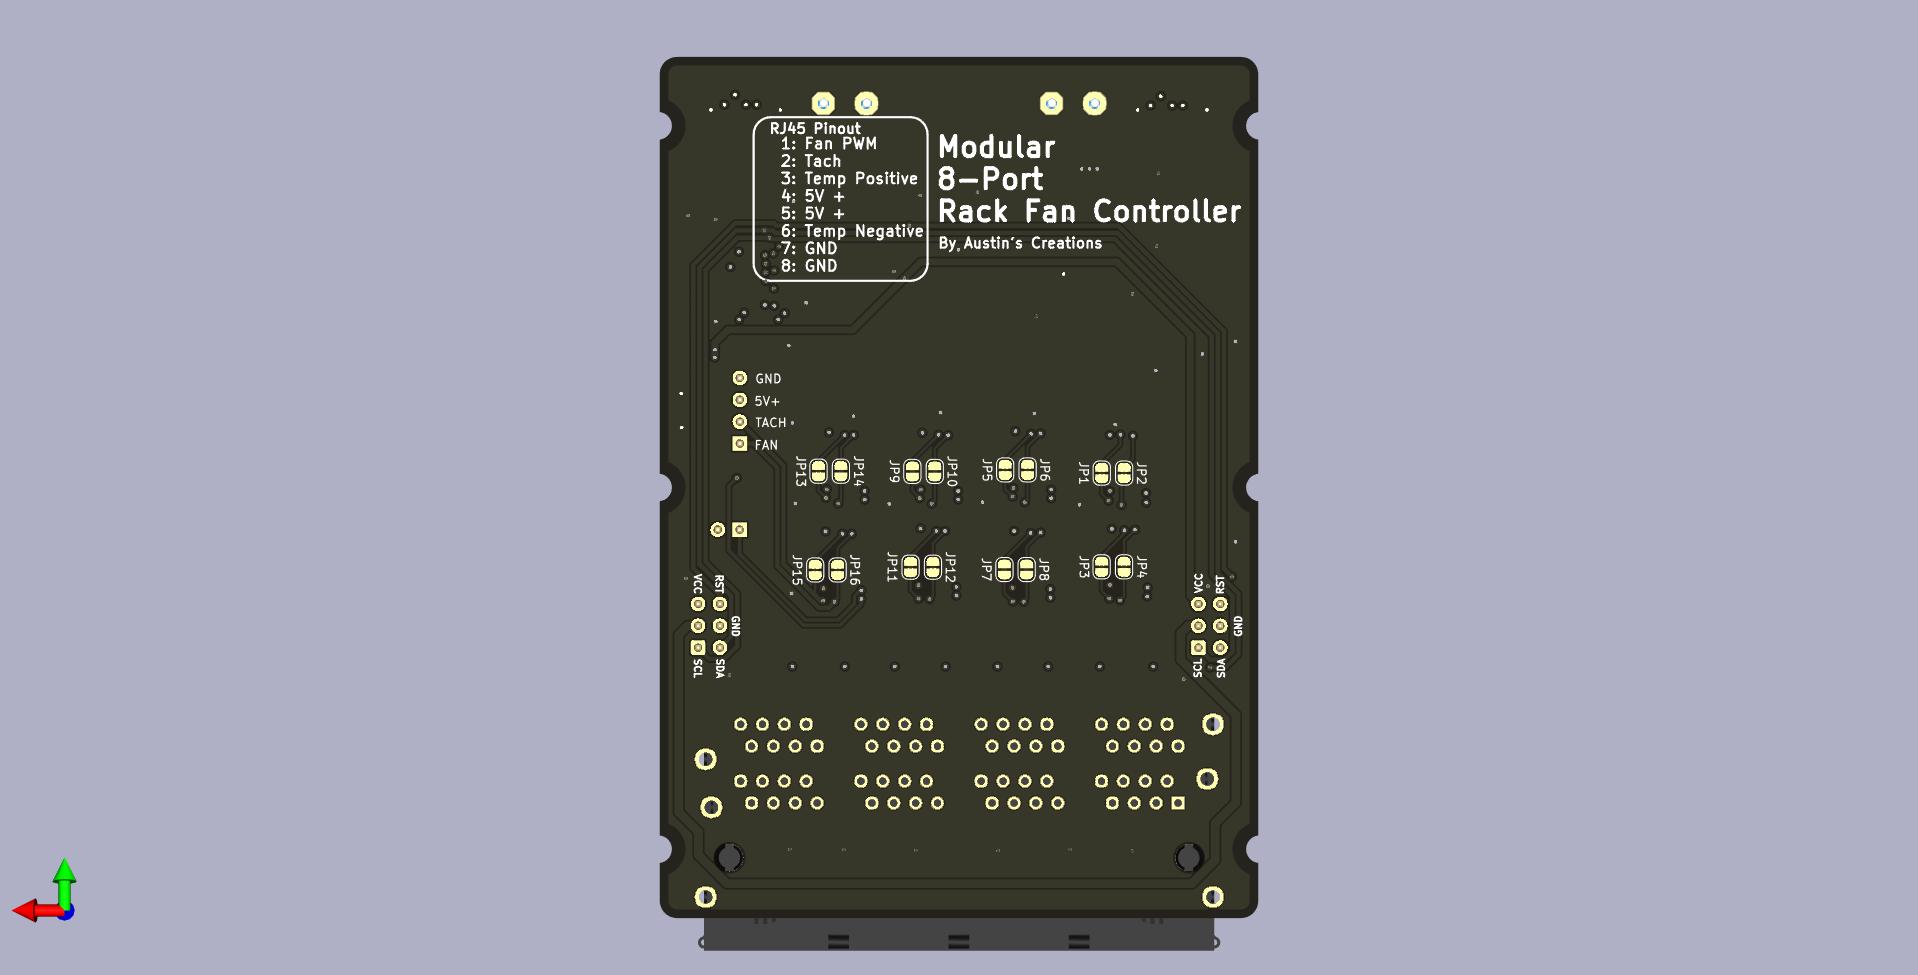 RJ45 Pinout
1: Fan PWM
2: Tach
3: Temp Positive
4: 5V +
5: 5V +
6: Temp Negative
7: GND
8: GND
Modular
8-Port
Rack Fan Controller
By, Austin's Creations
GND
5V+
TACH
FAN
JP13
JP14
JP9
JP10
JP5
JP6
JP1
JP2
JP15
JP16
JP11
JP12
JP7
JP8
JP3
JP4
VCC
RST
GND
SCL
SDA
VCC
RST
GND
SCL
SDA